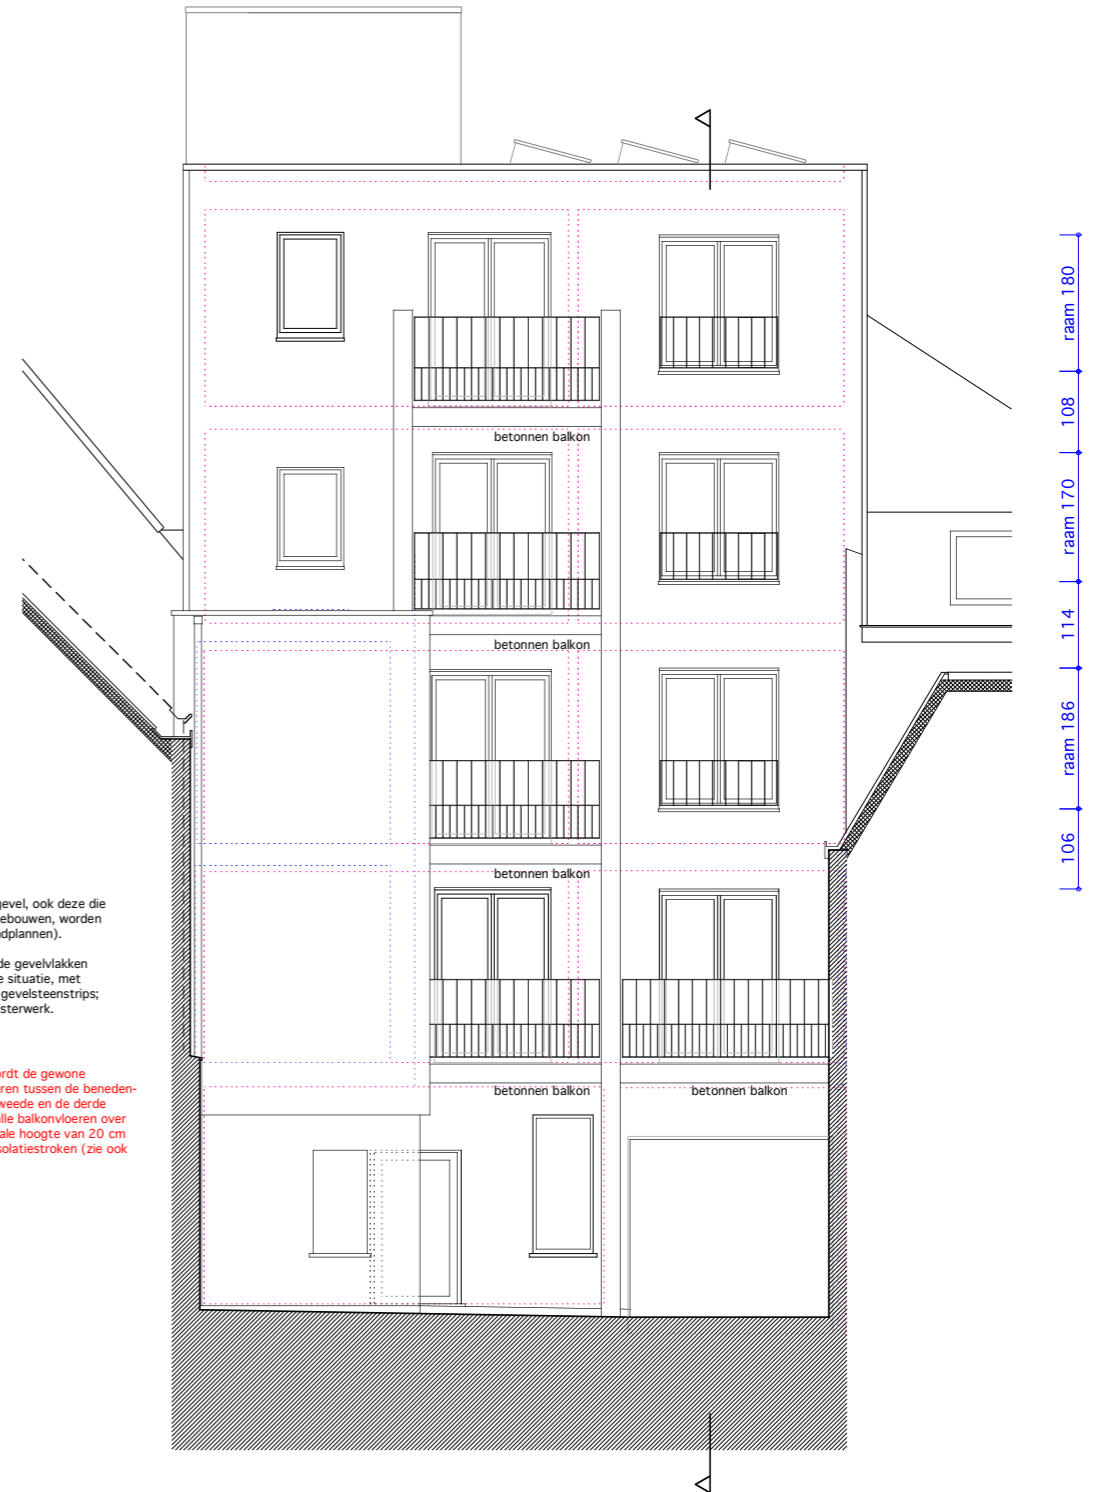 raam 180
108
raam 170
114
raam 186
106
betonnen balkon
betonnen balkon
betonnen balkon
betonnen balkon
betonnen balkon
gevel, ook deze die
ebouwen, worden
dplannen).
de gevelvlakken
e situatie, met
gevelsteenstrips;
sterwerk.
rdt de gewone
ren tussen de beneden-
weede en de derde
lle balkonvloeren over
ale hoogte van 20 cm
solatiestroken (zie ook